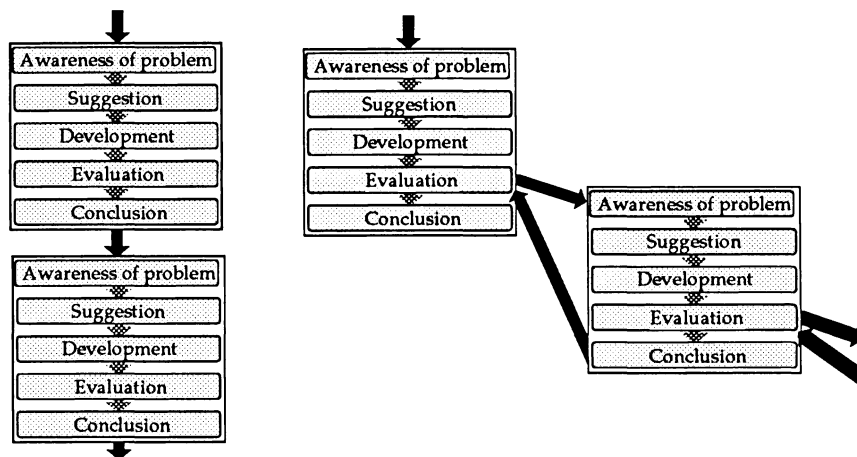 Awareness of problem
Suggestion
Development
Evaluation
Conclusion
Awareness of problem
Suggestion
Development
Evaluation
Conclusion
Awareness of problem
Suggestion
Development
Evaluation
Conclusion
Awareness of problem
Suggestion
Development
Evaluation
Conclusion